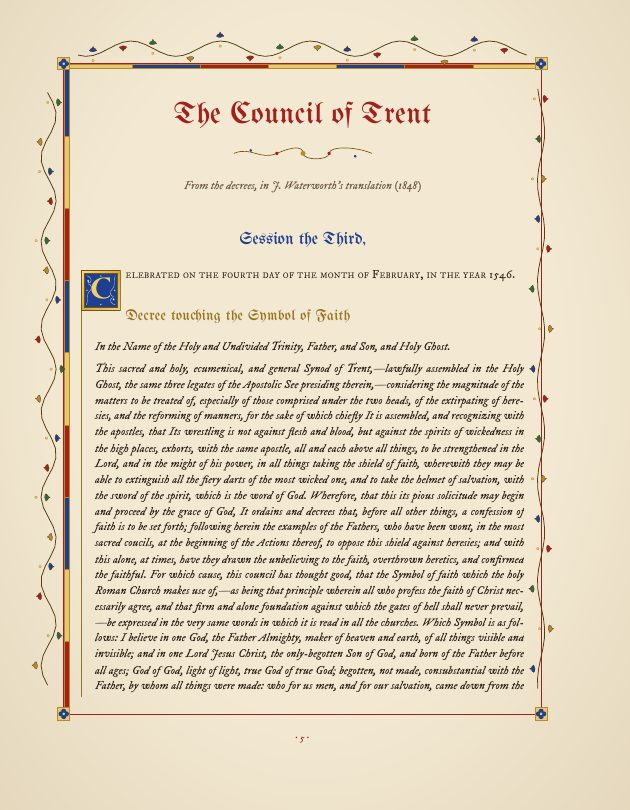 The Council of Trent
From the decrees, in J. Waterworth's translation (1848)
Session the Third,
CELEBRATED ON THE FOURTH DAY OF THE MONTH OF FEBRUARY, IN THE YEAR 1546.
Decree touching the Symbol of Faith
In the Name of the Holy and Undivided Trinity, Father, and Son, and Holy Ghost.
This sacred and holy, ecumenical, and general Synod of Trent,—lawfully assembled in the Holy
Ghost, the same three legates of the Apostolic See presiding therein,—considering the magnitude of the
matters to be treated of, especially of those comprised under the two heads, of the extirpating of here-
sies, and the reforming of manners, for the sake of which chiefly It is assembled, and recognizing with
the apostles, that Its wrestling is not against flesh and blood, but against the spirits of wickedness in
the high places, exhorts, with the same apostle, all and each above all things, to be strengthened in the
Lord, and in the might of his power, in all things taking the shield of faith, wherewith they may be
able to extinguish all the fiery darts of the most wicked one, and to take the helmet of salvation, with
the sword of the spirit, which is the word of God. Wherefore, that this its pious solicitude may begin
and proceed by the grace of God, It ordains and decrees that, before all other things, a confession of
faith is to be set forth; following herein the examples of the Fathers, who have been wont, in the most
sacred coucils, at the beginning of the Actions thereof, to oppose this shield against heresies; and with
this alone, at times, have they drawn the unbelieving to the faith, overthrown heretics, and confirmed
the faithful. For which cause, this council has thought good, that the Symbol of faith which the holy
Roman Church makes use of,—as being that principle wherein all who profess the faith of Christ nec-
essarily agree, and that firm and alone foundation against which the gates of hell shall never prevail,
—be expressed in the very same words in which it is read in all the churches. Which Symbol is as fol-
lows: I believe in one God, the Father Almighty, maker of heaven and earth, of all things visible and
invisible; and in one Lord Jesus Christ, the only-begotten Son of God, and born of the Father before
all ages; God of God, light of light, true God of true God; begotten, not made, consubstantial with the
Father, by whom all things were made: who for us men, and for our salvation, came down from the
· 5 ·